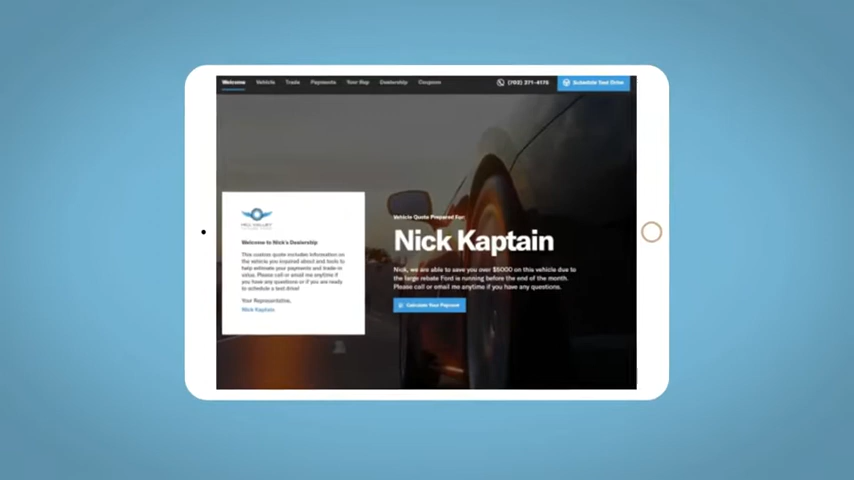 Welcome Vehicle Trade Payments Your Rep Dealership Coupons (702) 371-4175 Schedule Test Drive
Welcome to Nick's Dealership
This custom quote includes information on
the vehicle you inquired about and tools to
help estimate your payments and trade-in
value. Please call or email me anytime if
you have any questions or if you are ready
to schedule a test drive!
Your Representative,
Nick Kaptain
Vehicle Quote Prepared For:
Nick Kaptain
Nick, we are able to save you over $5000 on this vehicle due to
the large rebate Ford is running before the end of the month.
Please call or email me anytime if you have any questions.
Calculate Your Payment